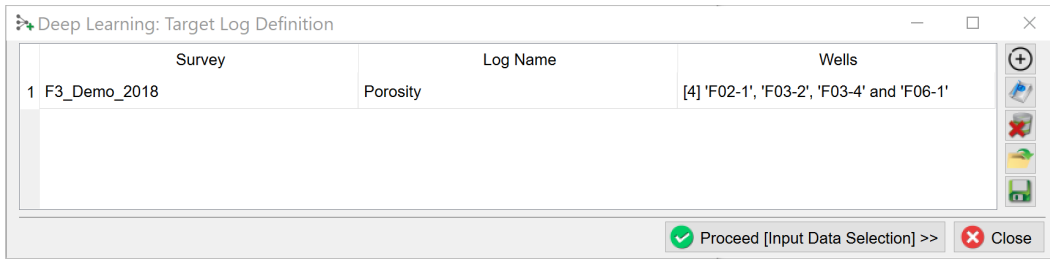 Deep Learning: Target Log Definition
Survey Log Name Wells
1 F3_Demo_2018 Porosity [4] 'F02-1', 'F03-2', 'F03-4' and 'F06-1'
Proceed [Input Data Selection] >> Close